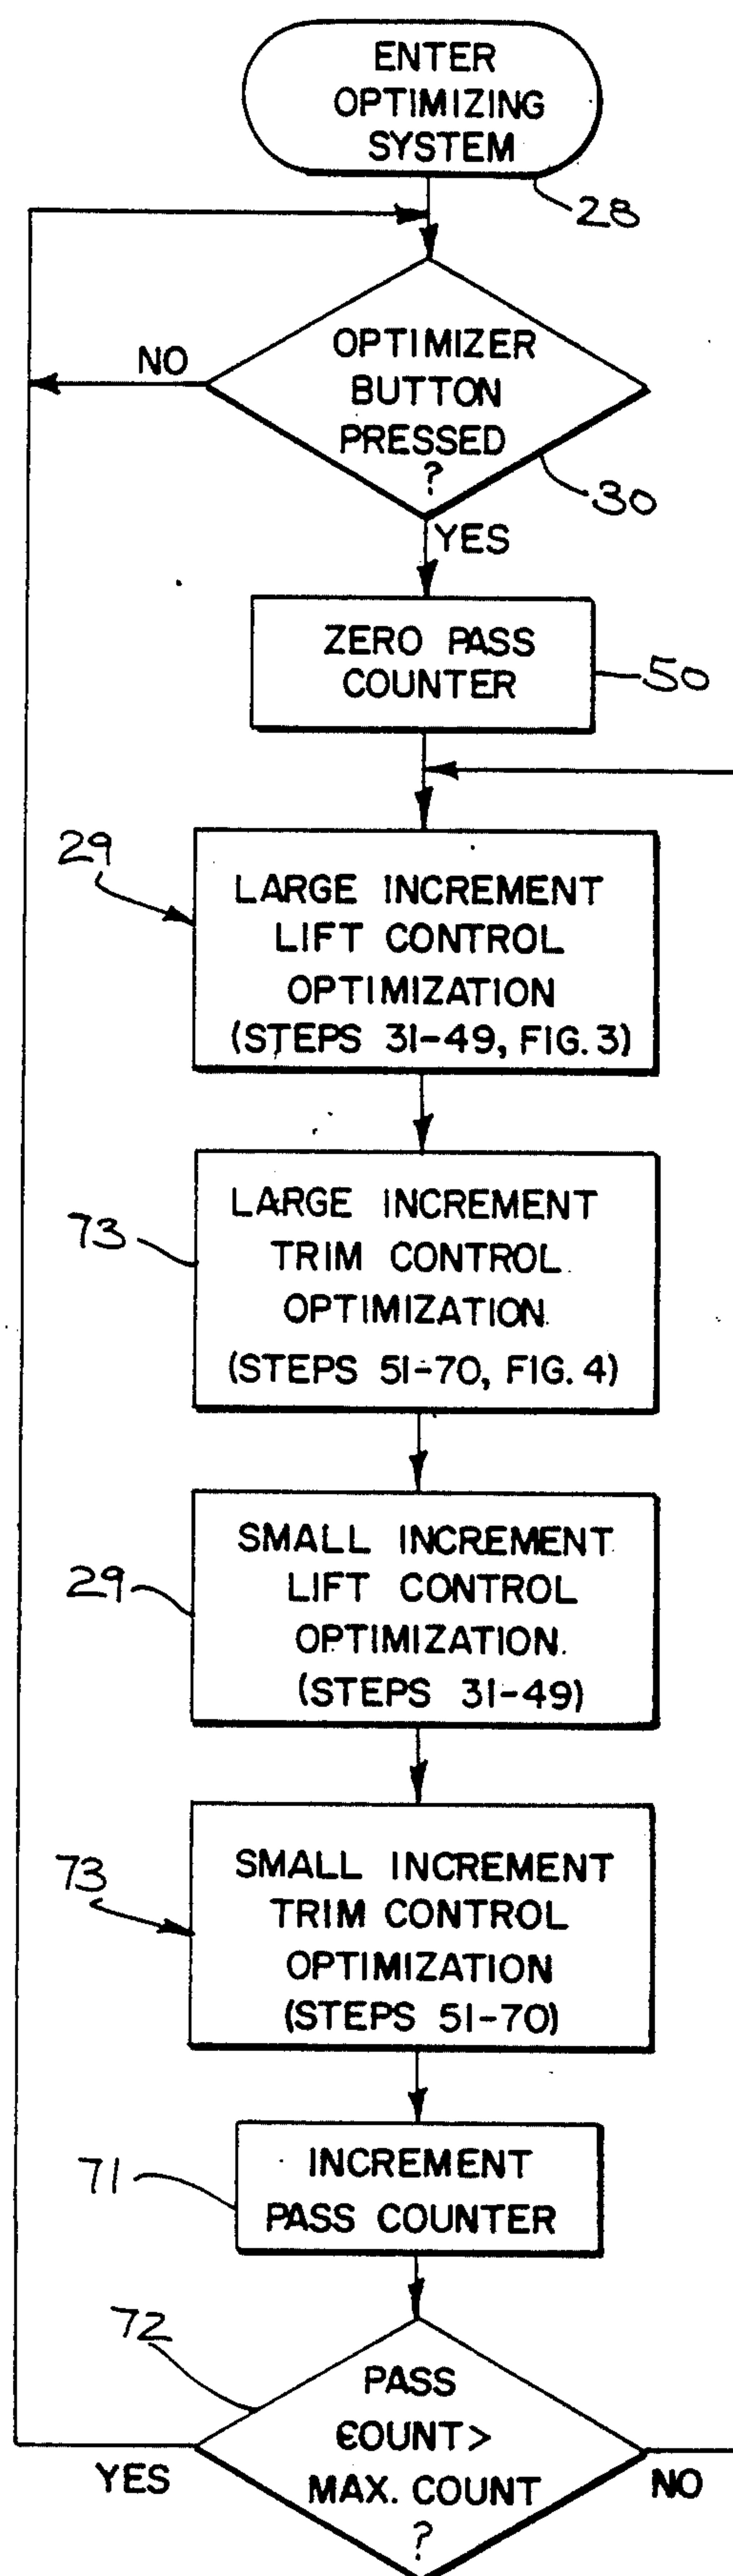 ENTER
OPTIMIZING
SYSTEM
28
OPTIMIZER
BUTTON
PRESSED
?
NO
30
YES
ZERO PASS
COUNTER
50
29
LARGE INCREMENT
LIFT CONTROL
OPTIMIZATION
(STEPS 31-49, FIG. 3)
73
LARGE INCREMENT
TRIM CONTROL
OPTIMIZATION
(STEPS 51-70, FIG. 4)
29
SMALL INCREMENT
LIFT CONTROL
OPTIMIZATION
(STEPS 31-49)
73
SMALL INCREMENT
TRIM CONTROL
OPTIMIZATION
(STEPS 51-70)
71
INCREMENT
PASS COUNTER
72
PASS
COUNT>
MAX. COUNT
?
YES
NO